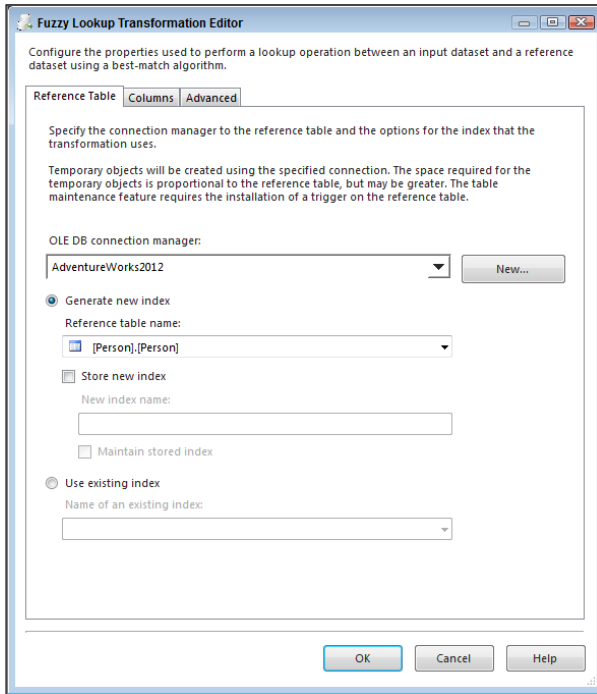 Fuzzy Lookup Transformation Editor
Configure the properties used to perform a lookup operation between an input dataset and a reference
dataset using a best-match algorithm.
Reference Table Columns Advanced
Specify the connection manager to the reference table and the options for the index that the
transformation uses.
Temporary objects will be created using the specified connection. The space required for the
temporary objects is proportional to the reference table, but may be greater. The table
maintenance feature requires the installation of a trigger on the reference table.
OLE DB connection manager:
AdventureWorks2012 New...
Generate new index
Reference table name:
[Person].[Person]
Store new index
New index name:
Maintain stored index
Use existing index
Name of an existing index:
OK Cancel Help